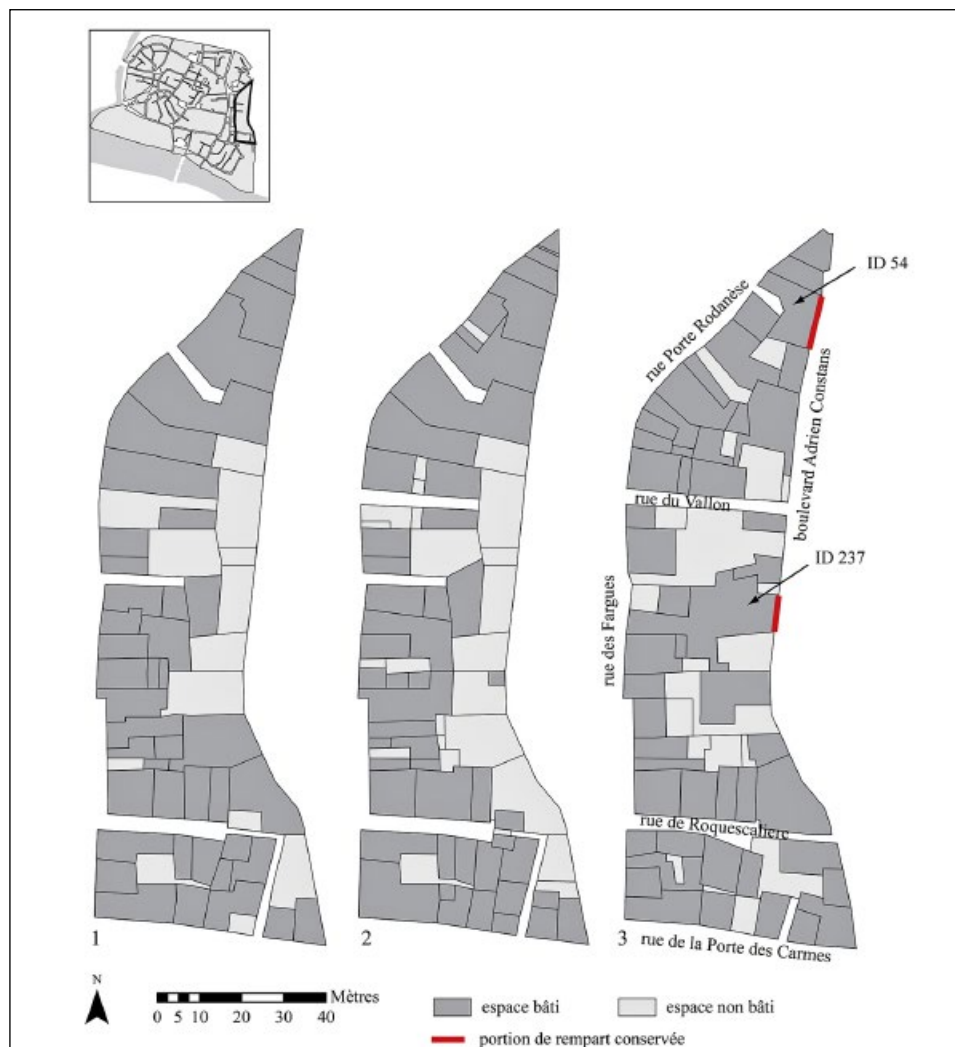 ID 54
rue Porte Rodanèse
boulevard Adrien Constans
rue du Vallon
ID 237
rue des Fargues
rue de Roquescalière
1
2
3
rue de la Porte des Carmes
N
Mètres
0 5 10 20 30 40
espace bâti
espace non bâti
portion de rempart conservée